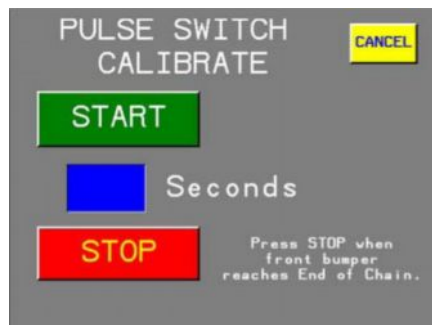 PULSE SWITCH
CALIBRATE
CANCEL
START
Seconds
STOP
Press STOP when
front bumper
reaches End of Chain.